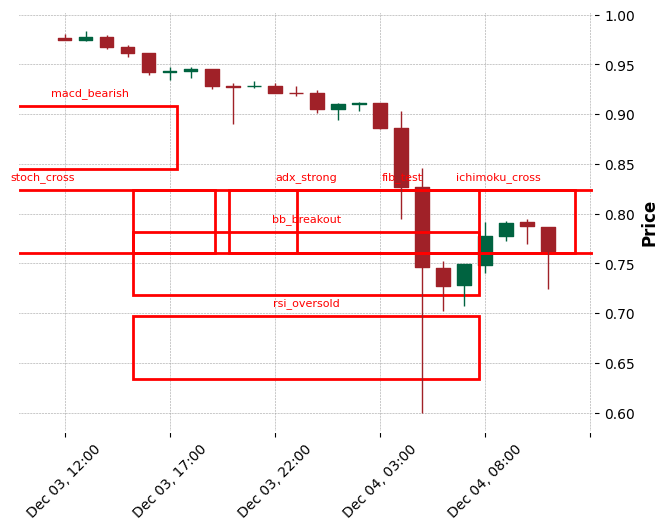 macd_bearish
stoch_cross
adx_strong
ichimoku_cross
bb_breakout
rsi_oversold
1.00
0.95
0.90
0.85
0.80
0.75
0.70
0.65
0.60
Price
Dec 03, 12:00
Dec 03, 17:00
Dec 03, 22:00
Dec 04, 03:00
Dec 04, 08:00